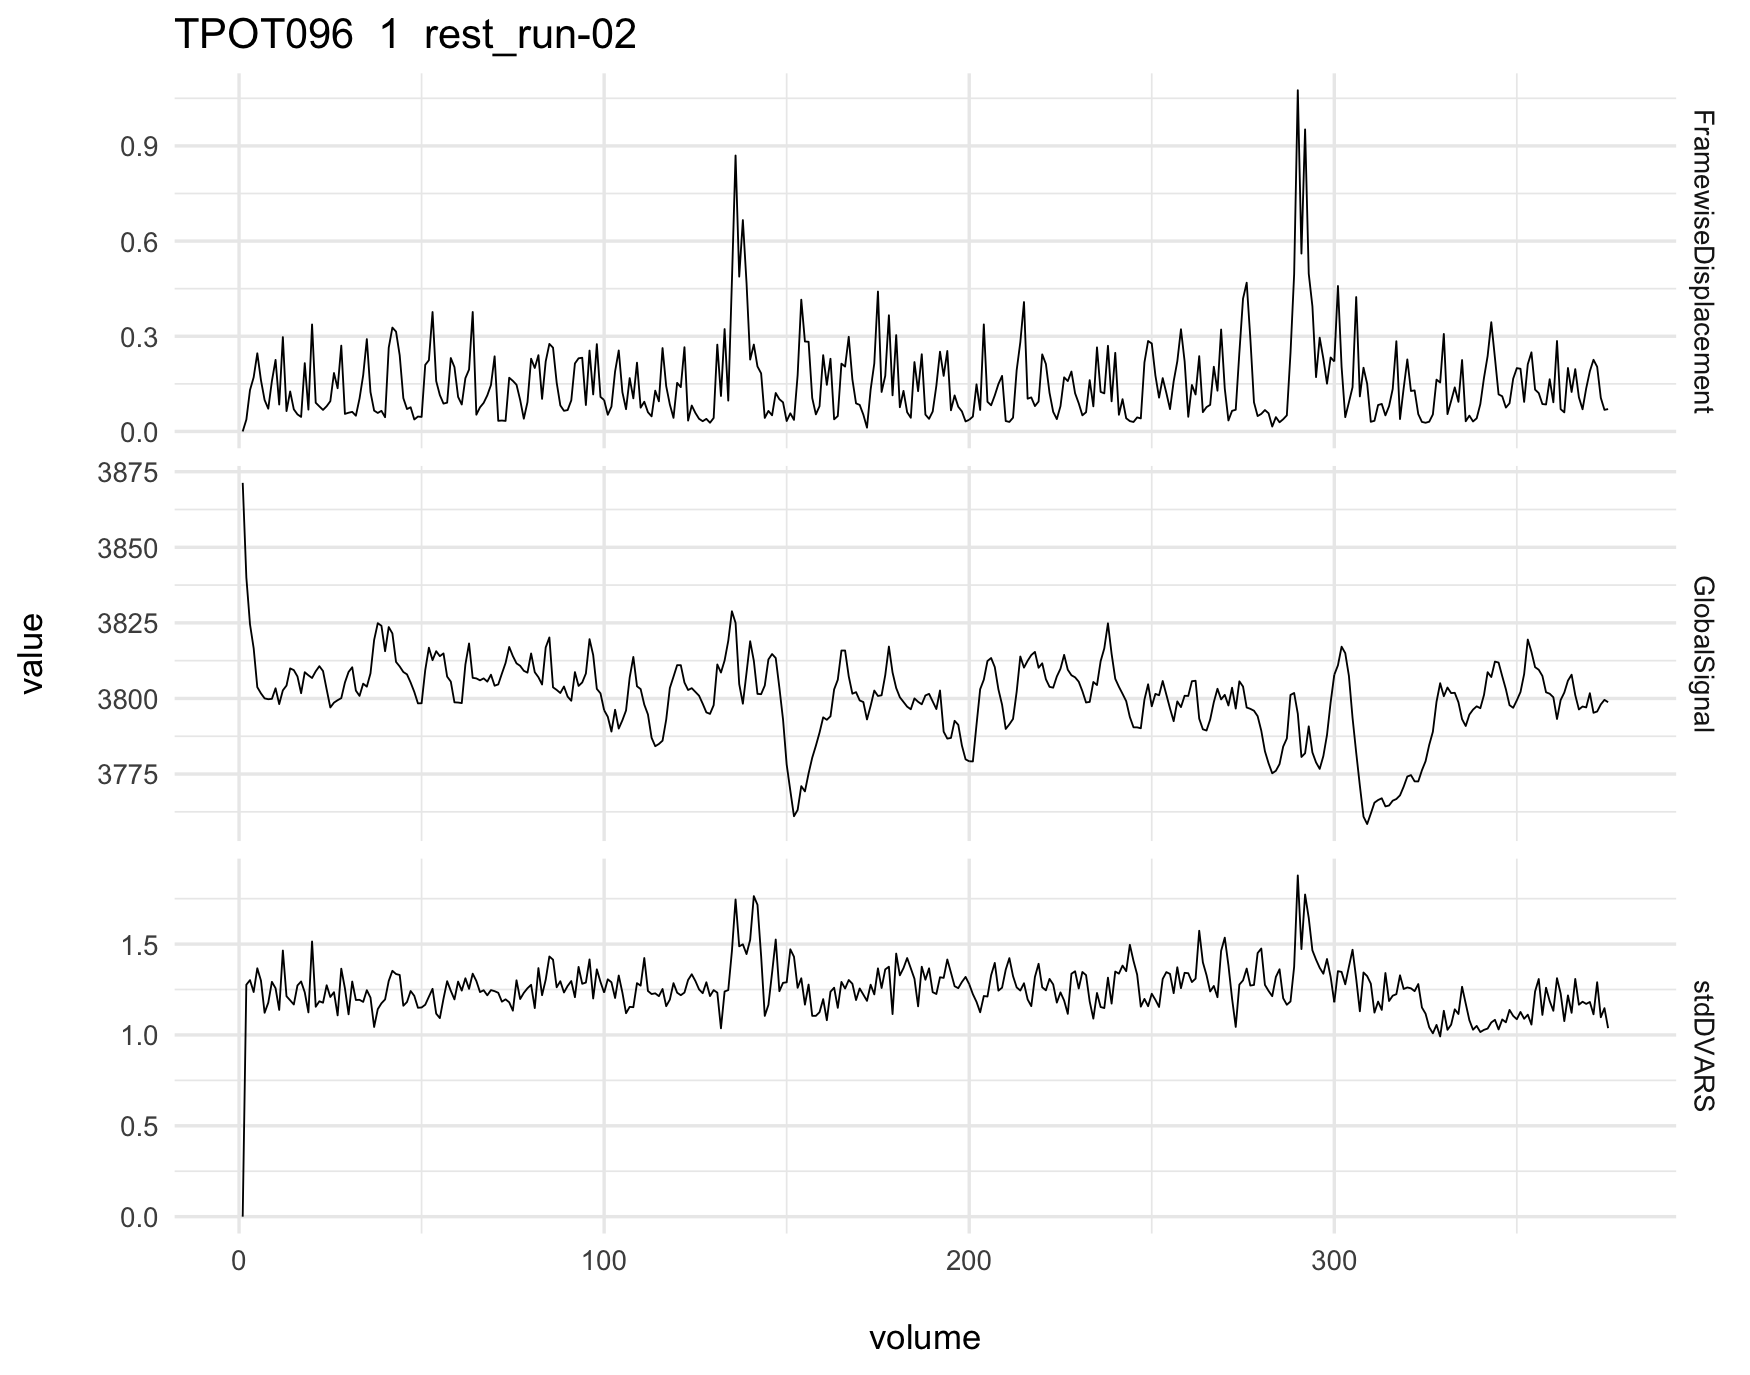 TPOT096 1 rest_run-02
0.9
0.6
0.3
0.0
FramewiseDisplacement
3875
3850
3825
3800
3775
GlobalSignal
value
1.5
1.0
0.5
0.0
stdDVARS
0 100 200 300
volume